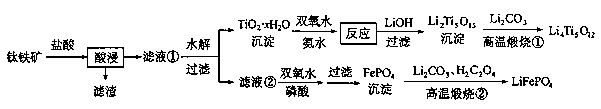 TiO₂·xH₂O 双氧水 反应 LiOH Li₂Ti₅O₁₅ Li₂CO₃ Li₄Ti₅O₁₂
沉淀 氨水 过滤 沉淀 高温煅烧①
钛铁矿 盐酸 酸浸 滤液① 水解
过滤
滤渣
滤液② 双氧水 过滤 FePO₄ Li₂CO₃、H₂C₂O₄ LiFePO₄
磷酸 沉淀 高温煅烧②